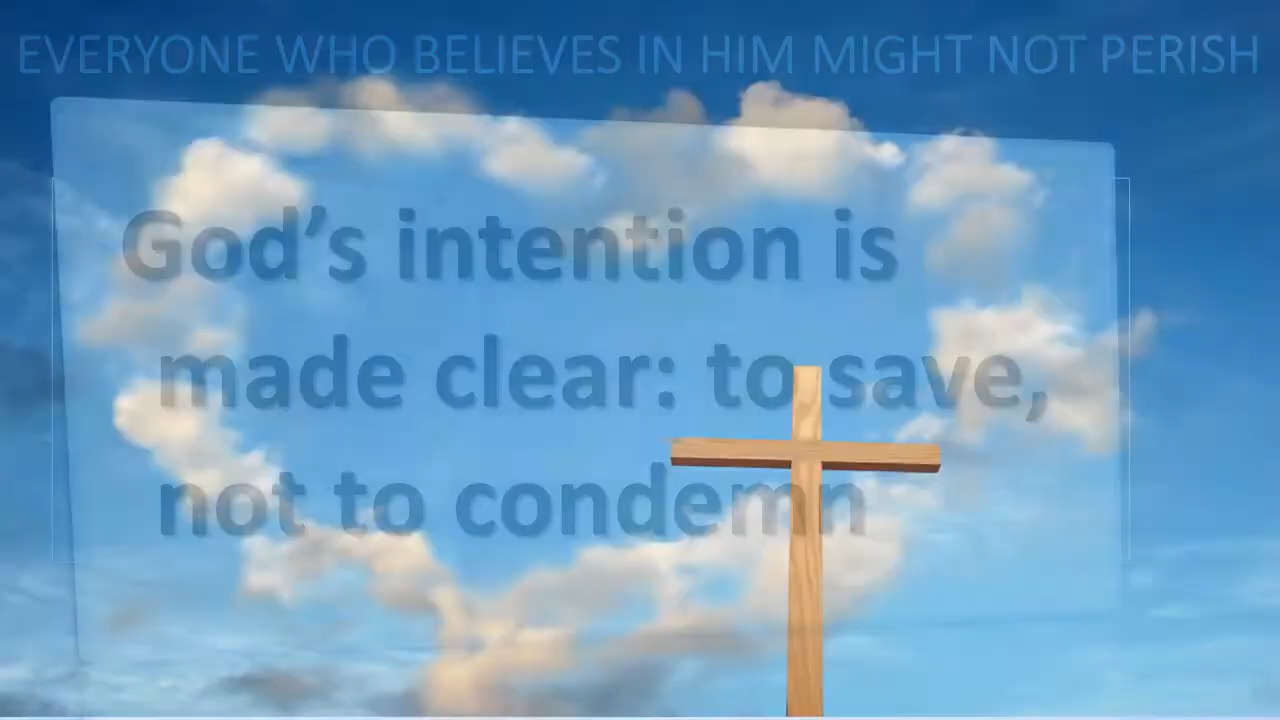 EVERYONE WHO BELIEVES IN HIM MIGHT NOT PERISH
God’s intention is
made clear: to save,
not to condemn